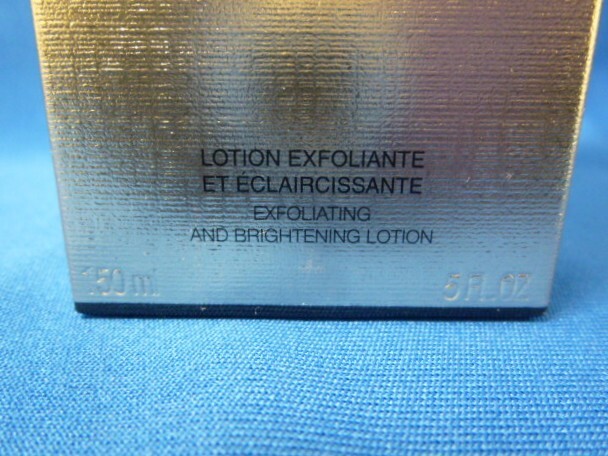 LOTION EXFOLIANTE
ET ÉCLAIRCISSANTE
EXFOLIATING
AND BRIGHTENING LOTION
150 ml
5 FL. OZ